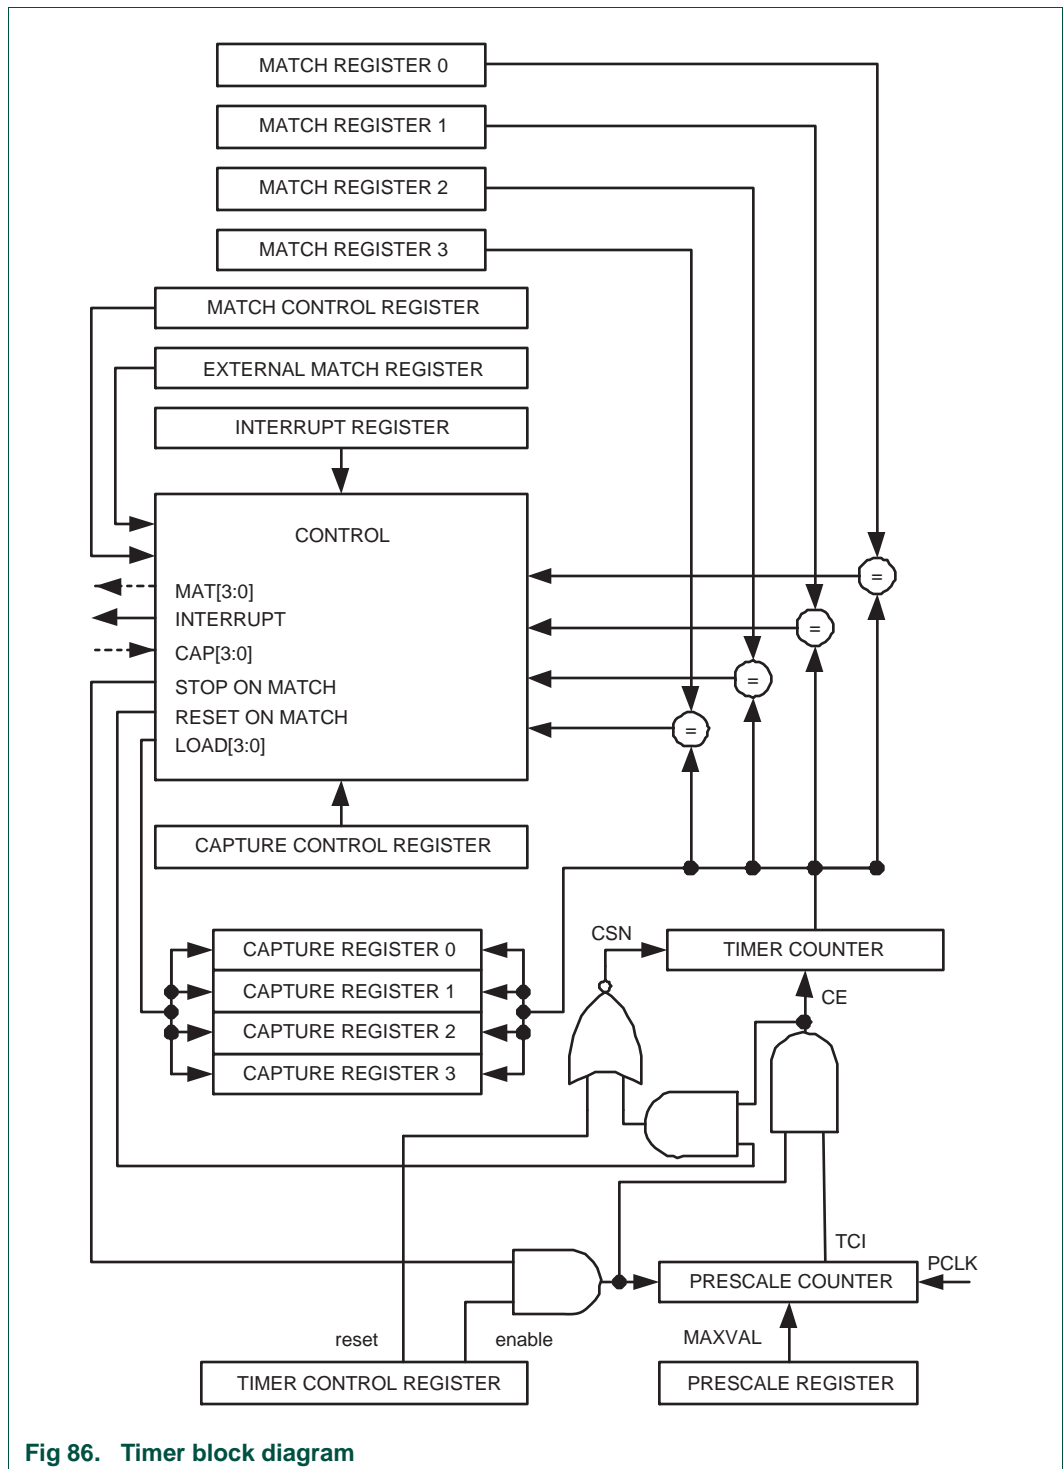 MATCH REGISTER 0
MATCH REGISTER 1
MATCH REGISTER 2
MATCH REGISTER 3
MATCH CONTROL REGISTER
EXTERNAL MATCH REGISTER
INTERRUPT REGISTER
CONTROL
MAT[3:0]
INTERRUPT
CAP[3:0]
STOP ON MATCH
RESET ON MATCH
LOAD[3:0]
=
=
=
=
CAPTURE CONTROL REGISTER
CSN
CAPTURE REGISTER 0
TIMER COUNTER
CAPTURE REGISTER 1
CE
CAPTURE REGISTER 2
CAPTURE REGISTER 3
TCI
PCLK
PRESCALE COUNTER
reset
enable
MAXVAL
TIMER CONTROL REGISTER
PRESCALE REGISTER
Fig 86. Timer block diagram